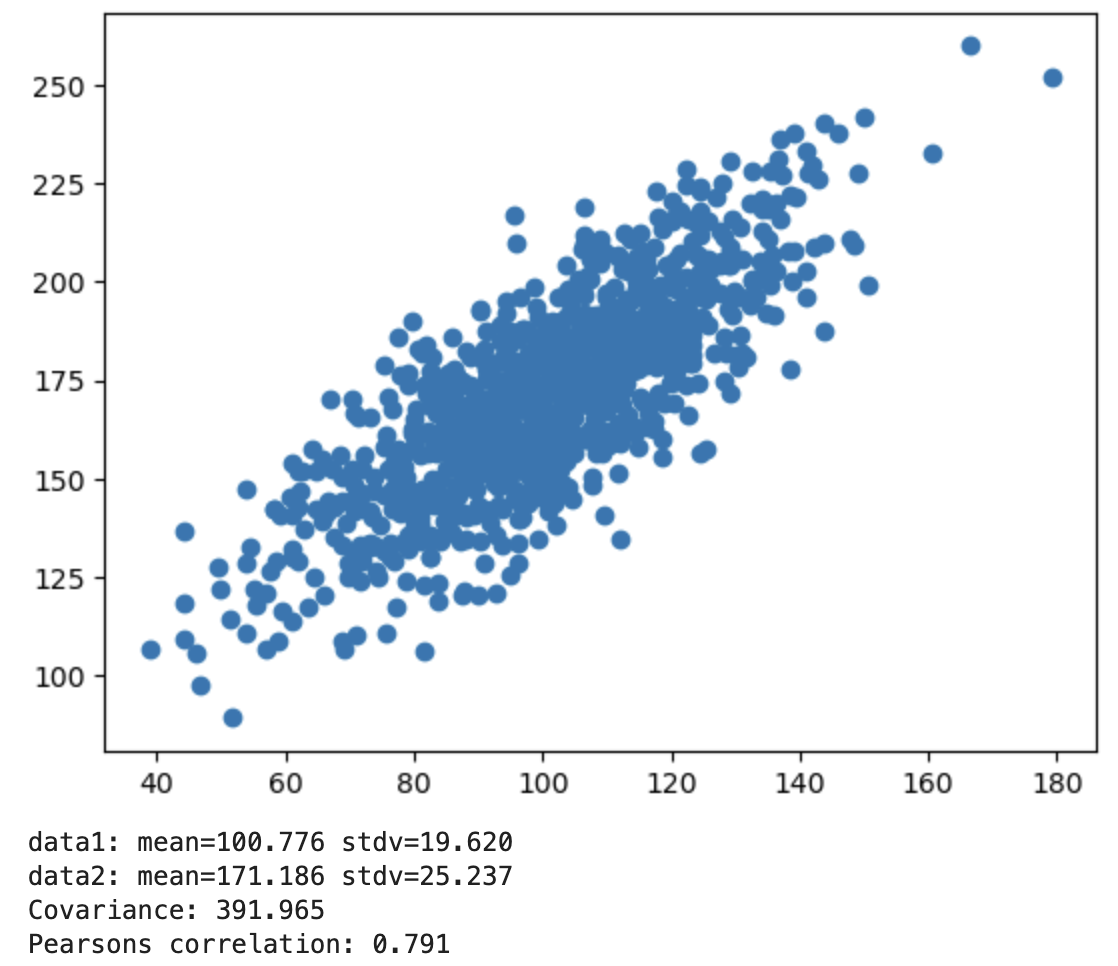 250
225
200
175
150
125
100
40 60 80 100 120 140 160 180
data1: mean=100.776 stdv=19.620
data2: mean=171.186 stdv=25.237
Covariance: 391.965
Pearsons correlation: 0.791